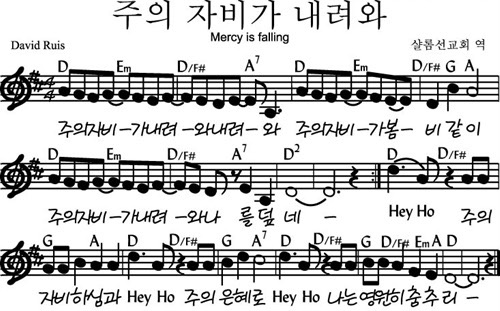 주의 자비가 내려와
Mercy is falling
David Ruis 샬롬선교회 역
D Em D/F# A7 D Em D/F# G A
4/4
주의자비-가내려-와내려-와 주의자비-가봄-비같이
D Em D/F# A7 D2 D
주의자비-가내려-와나를덮네- Hey Ho 주의
G A D D/F# G A7 D D/F# G D/F# Em A D
자비하심과 Hey Ho 주의은혜로 Hey Ho 나는영원히춤추리-